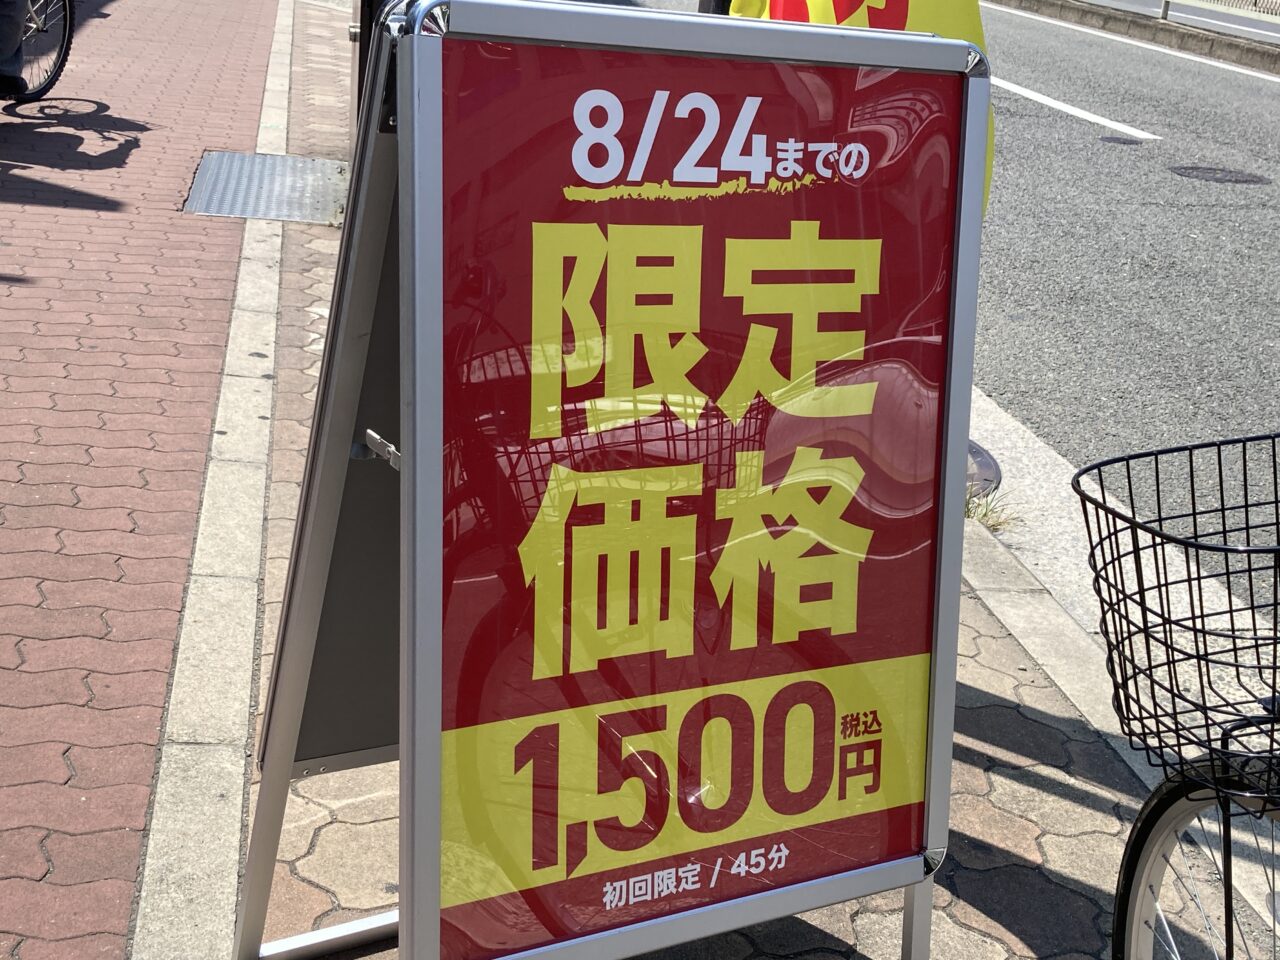 8/24までの
限定
価格
1,500円税込
初回限定 / 45分